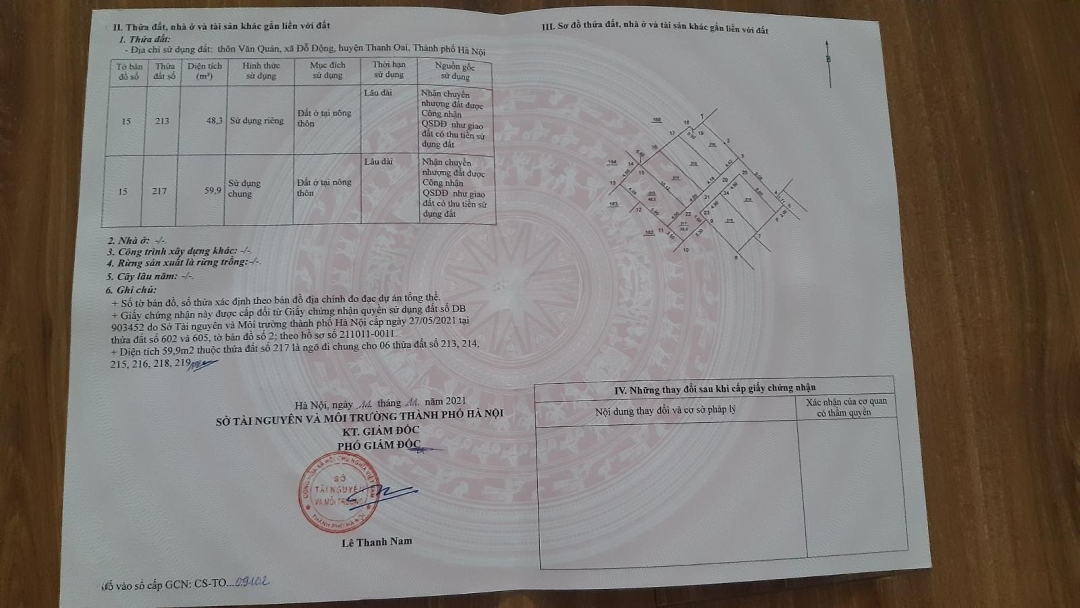 II. Thửa đất, nhà ở và tài sản khác gắn liền với đất
1. Thửa đất:
- Địa chỉ sử dụng đất: thôn Văn Quán, xã Đỗ Động, huyện Thanh Oai, Thành phố Hà Nội
Tờ bản đồ số
Thửa đất số
Diện tích (m²)
Hình thức sử dụng
Mục đích sử dụng
Thời hạn sử dụng
Nguồn gốc sử dụng
15
213
48,3
Sử dụng riêng
Đất ở tại nông thôn
Lâu dài
Nhận chuyển
nhượng đất được
Công nhận
QSDĐ như giao
đất có thu tiền sử
dụng đất
15
217
59,9
Sử dụng
chung
Đất ở tại nông
thôn
Lâu dài
Nhận chuyển
nhượng đất được
Công nhận
QSDĐ như giao
đất có thu tiền sử
dụng đất
2. Nhà ở: -/-
3. Công trình xây dựng khác: -/-
4. Rừng sản xuất là rừng trồng:-/-
5. Cây lâu năm: -/-
6. Ghi chú:
+ Số tờ bản đồ, số thửa xác định theo bản đồ địa chính đo đạc dự án tổng thể.
+ Giấy chứng nhận này được cấp đổi từ Giấy chứng nhận quyền sử dụng đất số DB
903452 do Sở Tài nguyên và Môi trường thành phố Hà Nội cấp ngày 27/05/2021 tại
thửa đất số 602 và 605, tờ bản đồ số 2; theo hồ sơ số 211011-0011.
+ Diện tích 59,9m2 thuộc thửa đất số 217 là ngõ đi chung cho 06 thửa đất số 213, 214,
215, 216, 218, 219
Hà Nội, ngày tháng năm 2021
SỞ TÀI NGUYÊN VÀ MÔI TRƯỜNG THÀNH PHỐ HÀ NỘI
KT. GIÁM ĐỐC
PHÓ GIÁM ĐỐC
SỞ
TÀI NGUYÊN
VÀ MÔI TRƯỜNG
Lê Thanh Nam
vào sổ cấp GCN: CS-TO...09102
III. Sơ đồ thửa đất, nhà ở và tài sản khác gắn liền với đất
IV. Những thay đổi sau khi cấp giấy chứng nhận
Nội dung thay đổi và cơ sở pháp lý
Xác nhận của cơ quan
có thẩm quyền